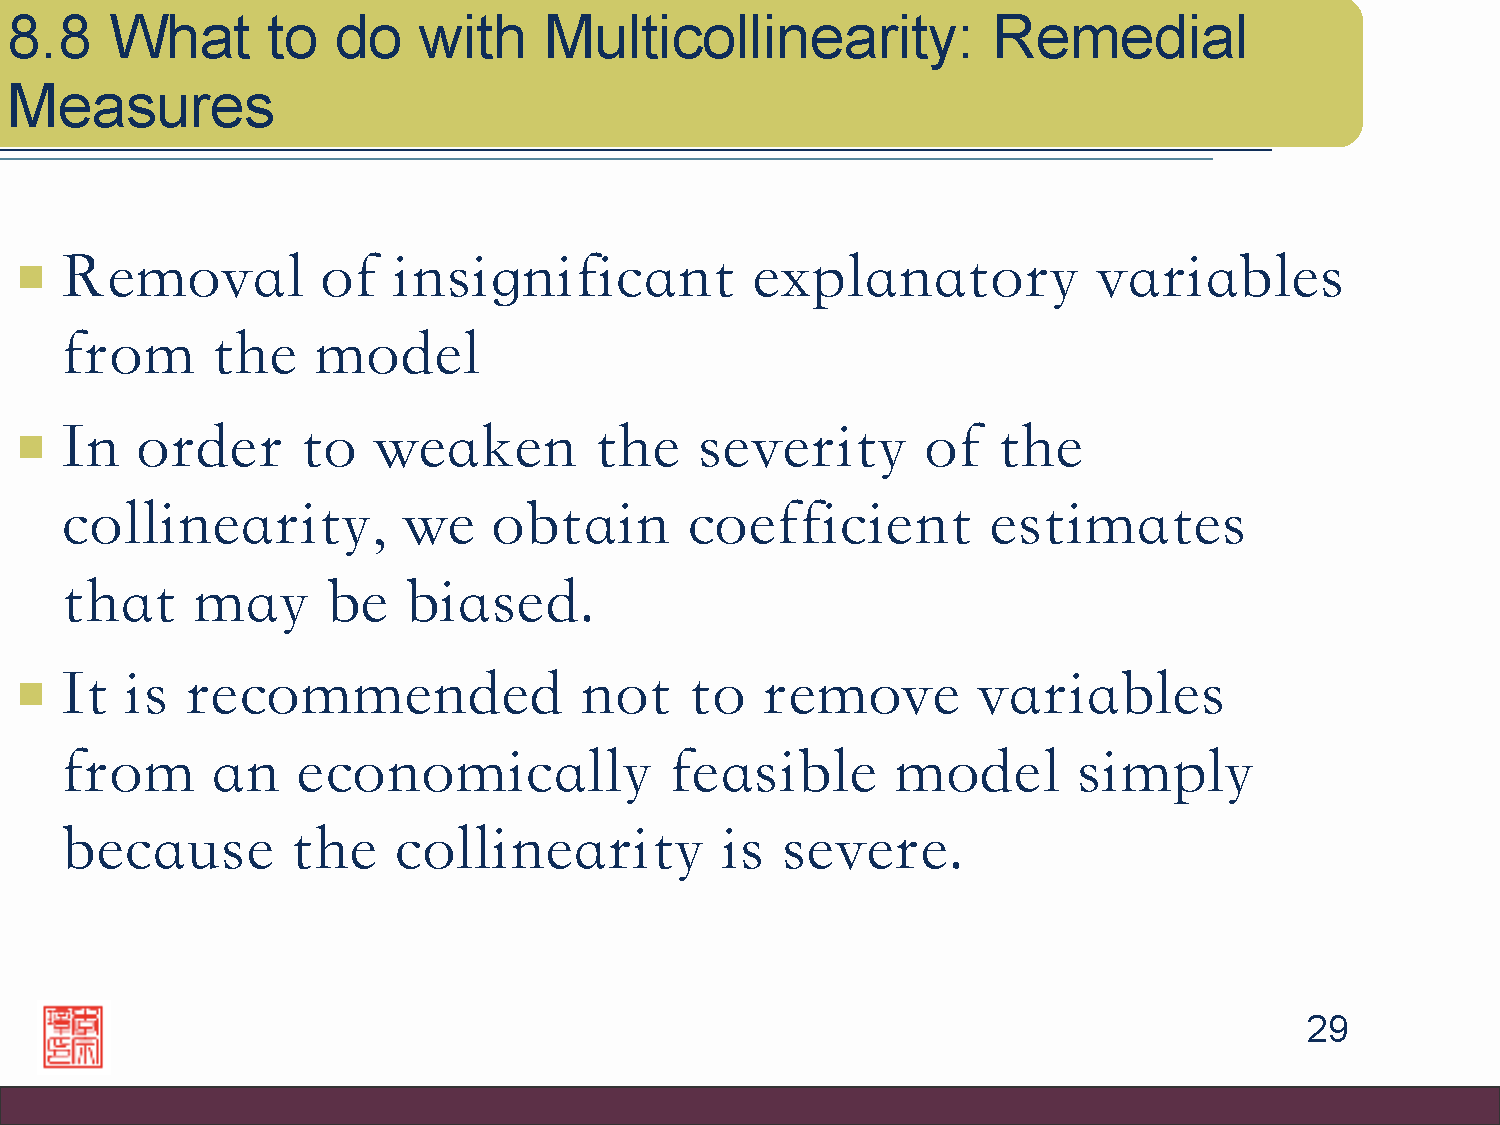 8.8 What to do with Multicollinearity: Remedial
Measures
Removal of insignificant explanatory variables
from the model
In order to weaken the severity of the
collinearity, we obtain coefficient estimates
that may be biased.
It is recommended not to remove variables
from an economically feasible model simply
because the collinearity is severe.
29